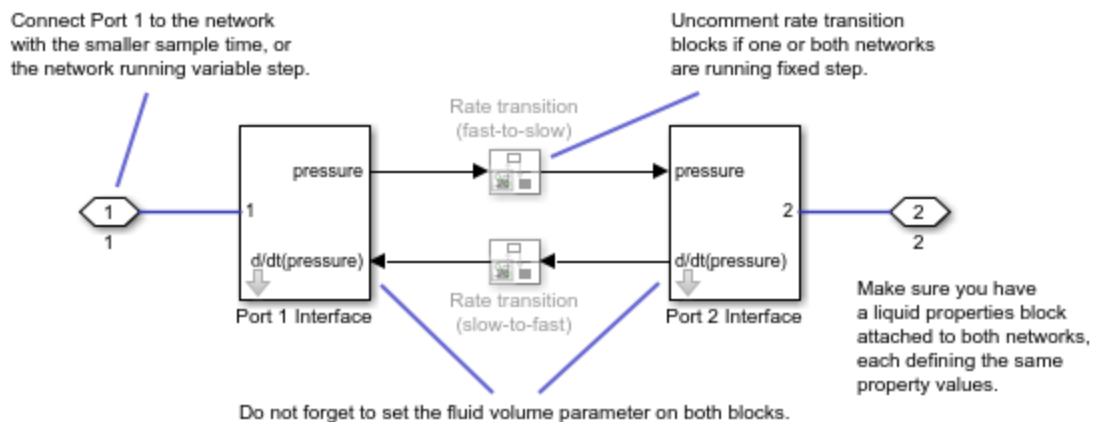 Connect Port 1 to the network
with the smaller sample time, or
the network running variable step.
Uncomment rate transition
blocks if one or both networks
are running fixed step.
Rate transition
(fast-to-slow)
pressure
pressure
1
1
1
2
2
2
d/dt(pressure)
d/dt(pressure)
Port 1 Interface
Rate transition
(slow-to-fast)
Port 2 Interface
Make sure you have
a liquid properties block
attached to both networks,
each defining the same
property values.
Do not forget to set the fluid volume parameter on both blocks.